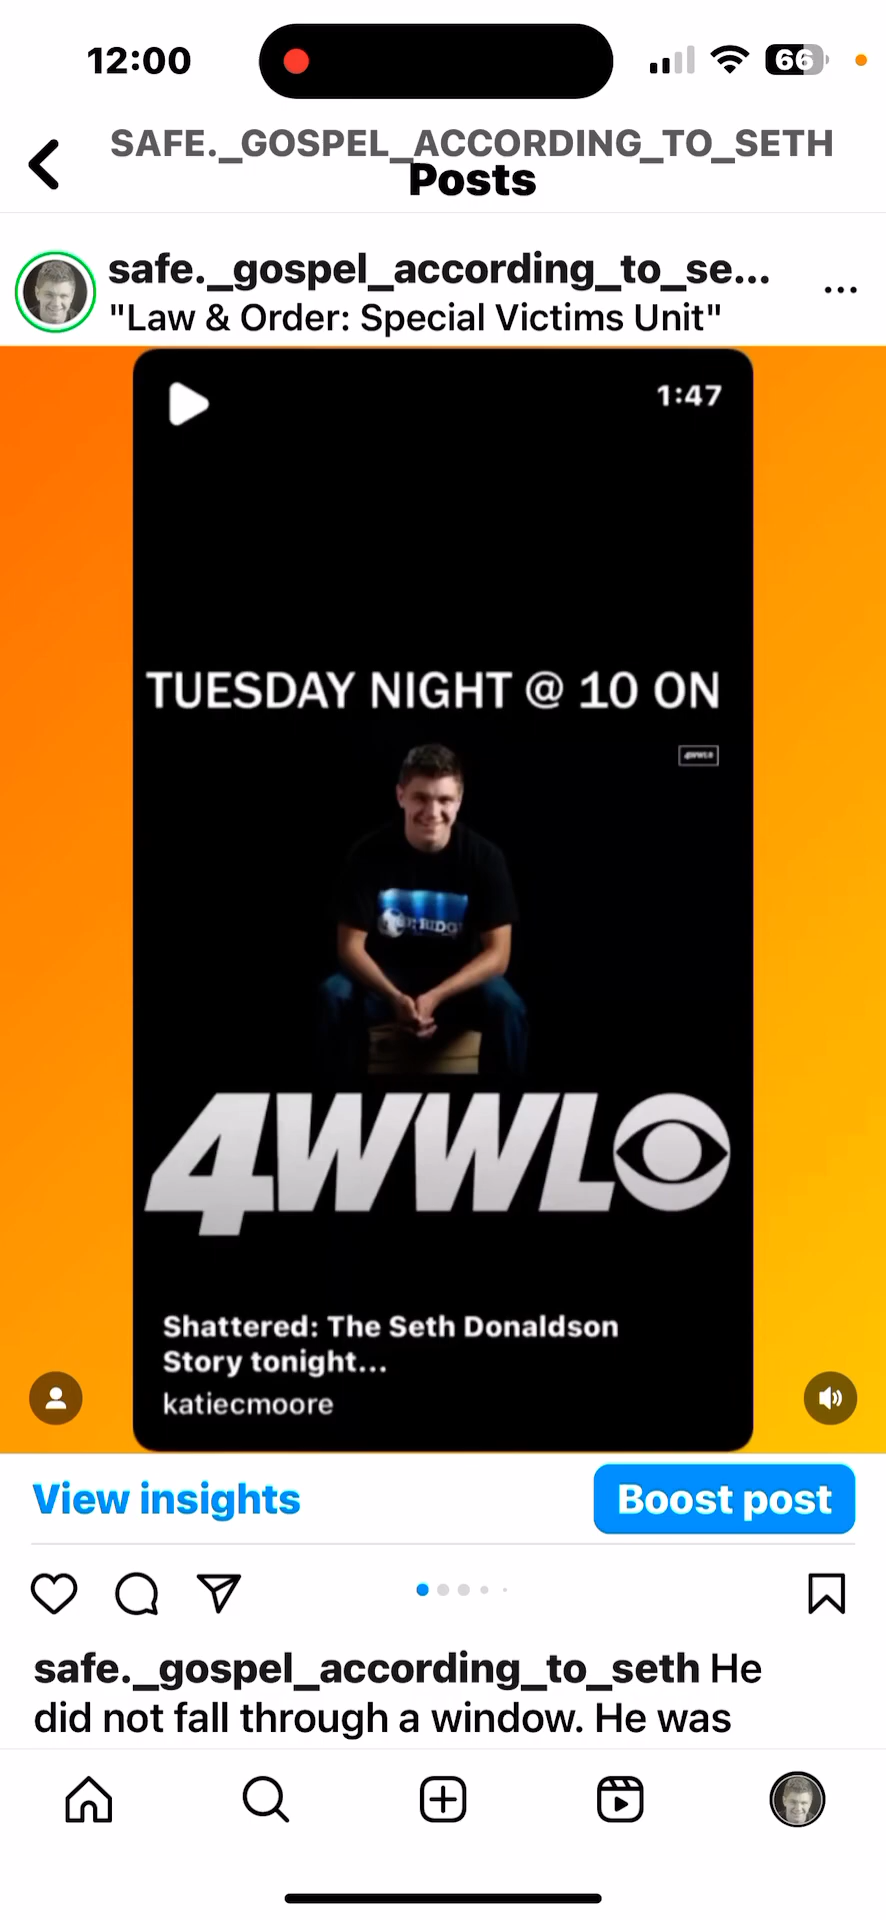 12:00
66
SAFE._GOSPEL_ACCORDING_TO_SETH
Posts
safe._gospel_according_to_se...
"Law & Order: Special Victims Unit"
1:47
TUESDAY NIGHT @ 10 ON
4WWL
4WWL
Shattered: The Seth Donaldson
Story tonight...
katiecmoore
View insights
Boost post
safe._gospel_according_to_seth He
did not fall through a window. He was